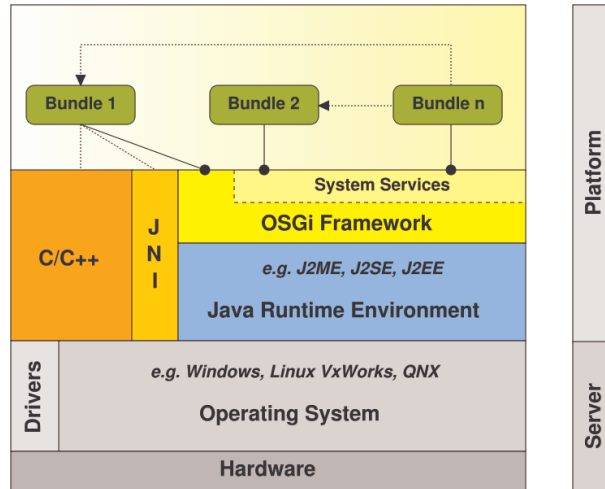 Bundle 1
Bundle 2
Bundle n
System Services
OSGi Framework
C/C++
J
N
I
e.g. J2ME, J2SE, J2EE
Java Runtime Environment
Drivers
e.g. Windows, Linux VxWorks, QNX
Operating System
Hardware
Platform
Server